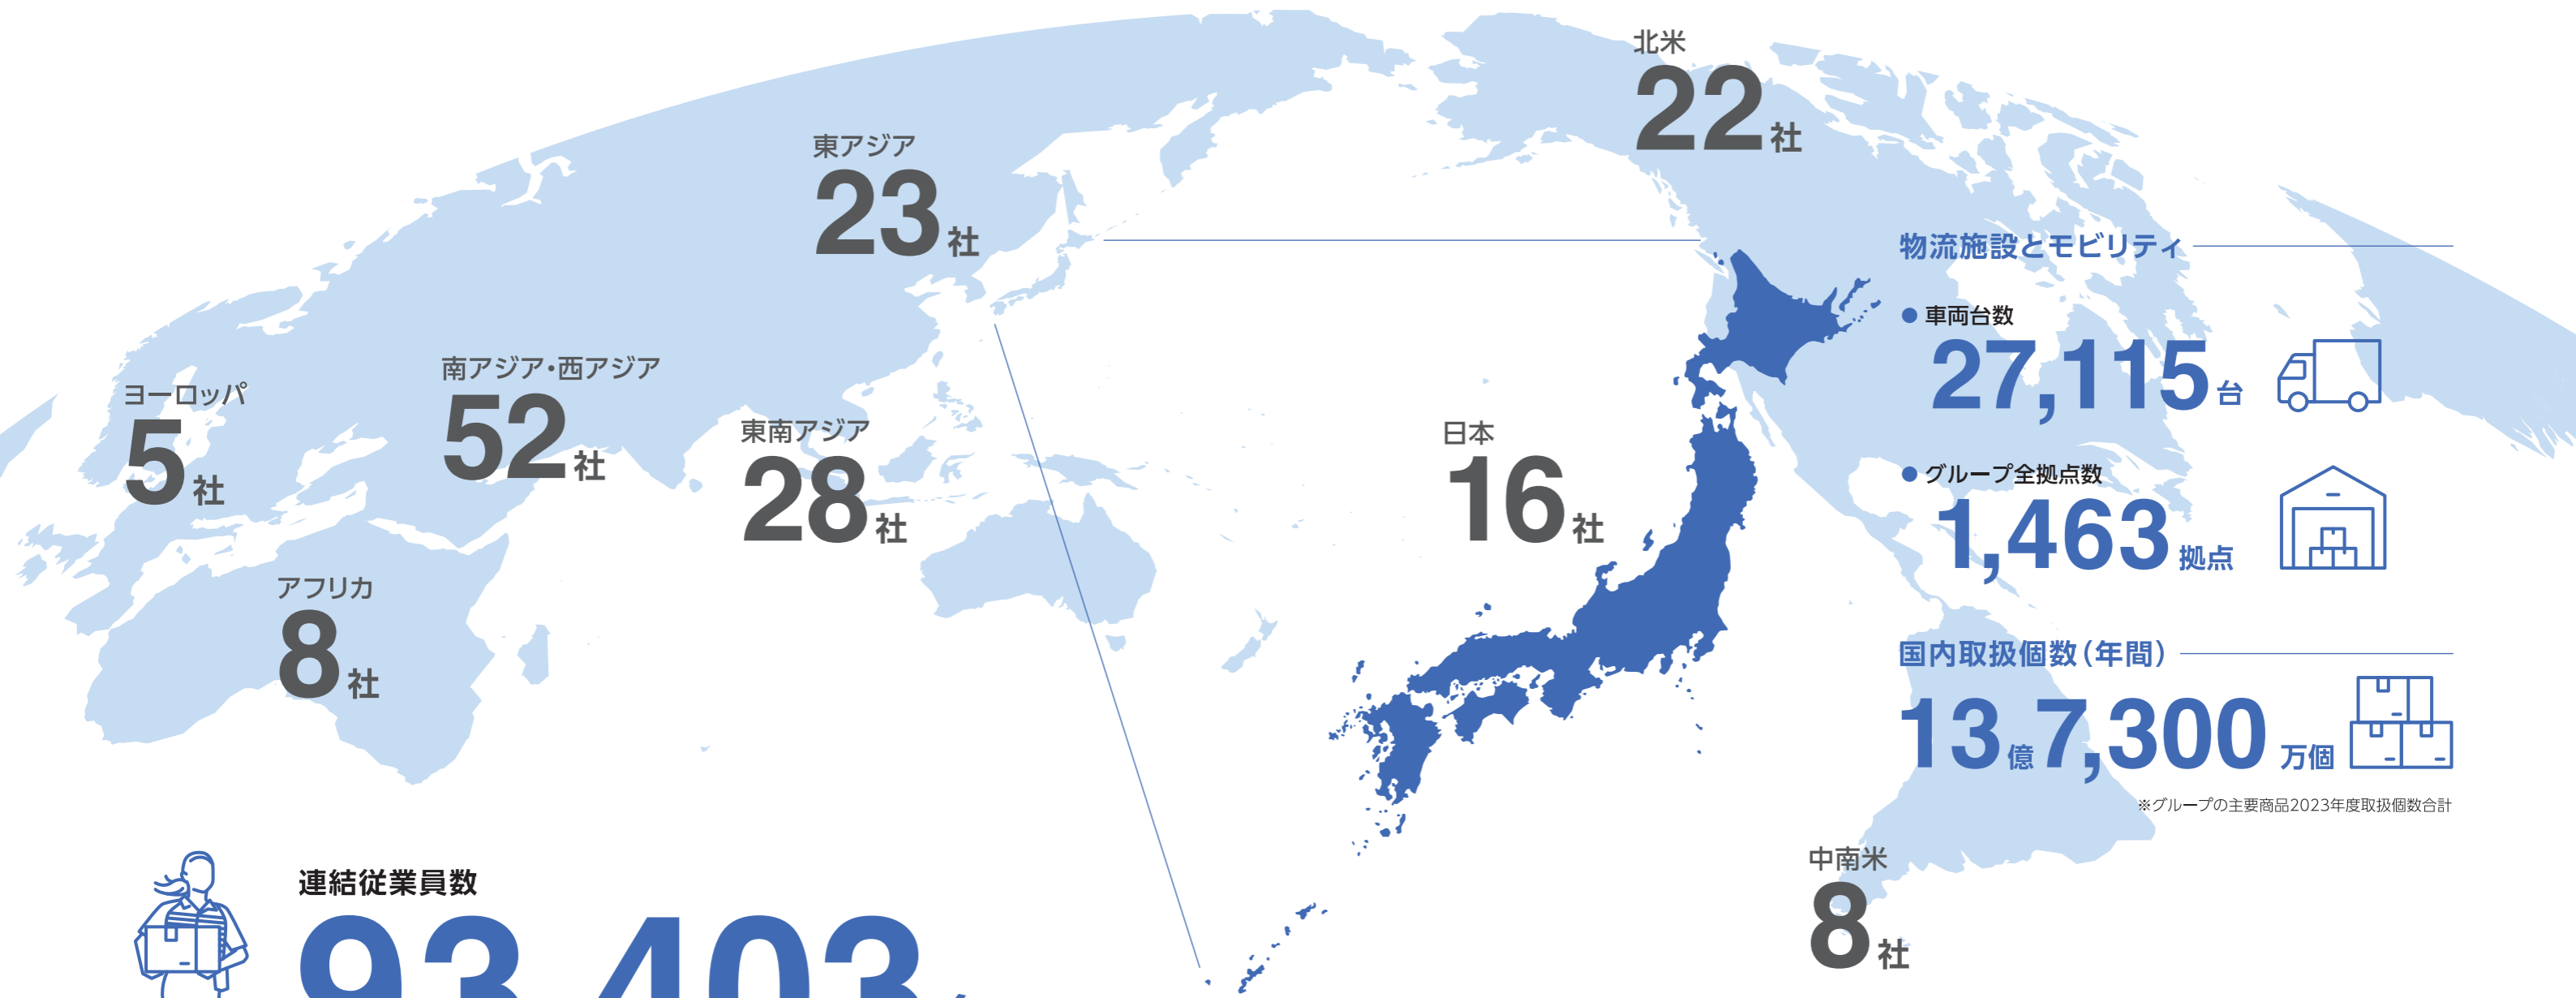 北米
22社
東アジア
23社
物流施設とモビリティ
●車両台数
27,115台
南アジア・西アジア
52社
ヨーロッパ
5社
東南アジア
28社
日本
16社
●グループ全拠点数
1,463拠点
アフリカ
8社
国内取扱個数（年間）
13億7,300万個
※グループの主要商品2023年度取扱個数合計
中南米
8社
連結従業員数
93,403